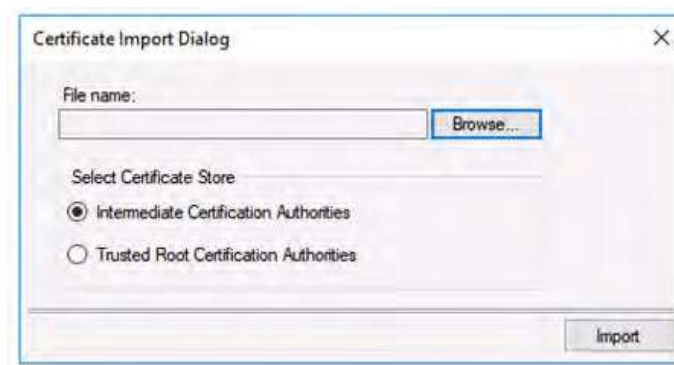 Certificate Import Dialog
File name:
Browse...
Select Certificate Store
Intermediate Certification Authorities
Trusted Root Certification Authorities
Import